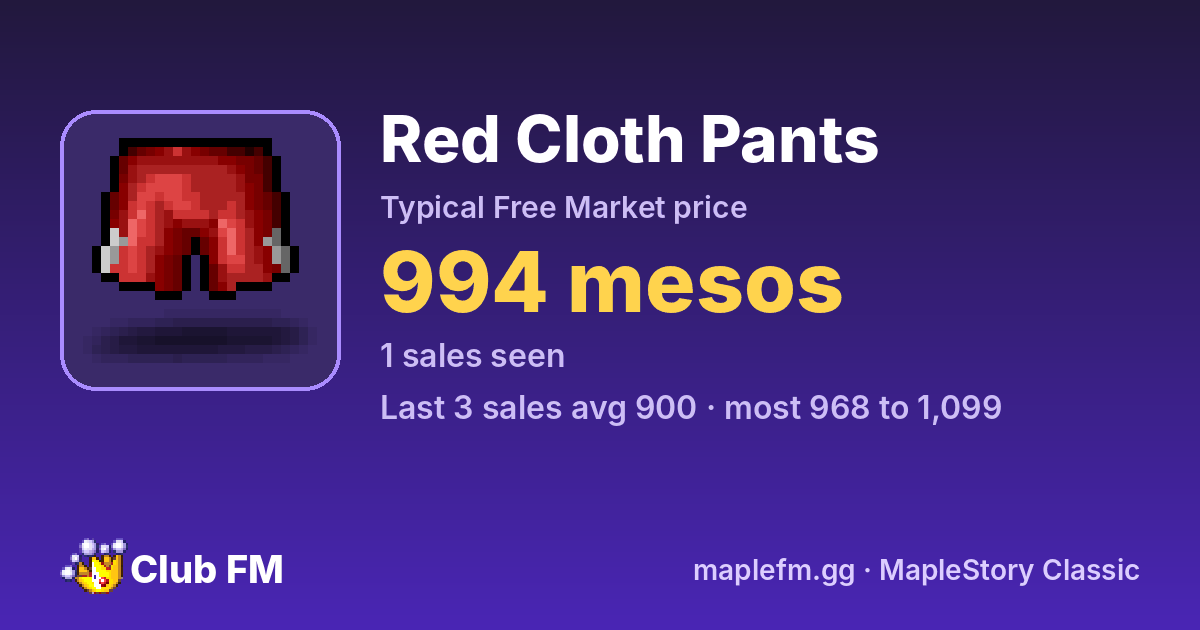 Red Cloth Pants
Typical Free Market price
994 mesos
1 sales seen
Last 3 sales avg 900 · most 968 to 1,099
Club FM
maplefm.gg · MapleStory Classic